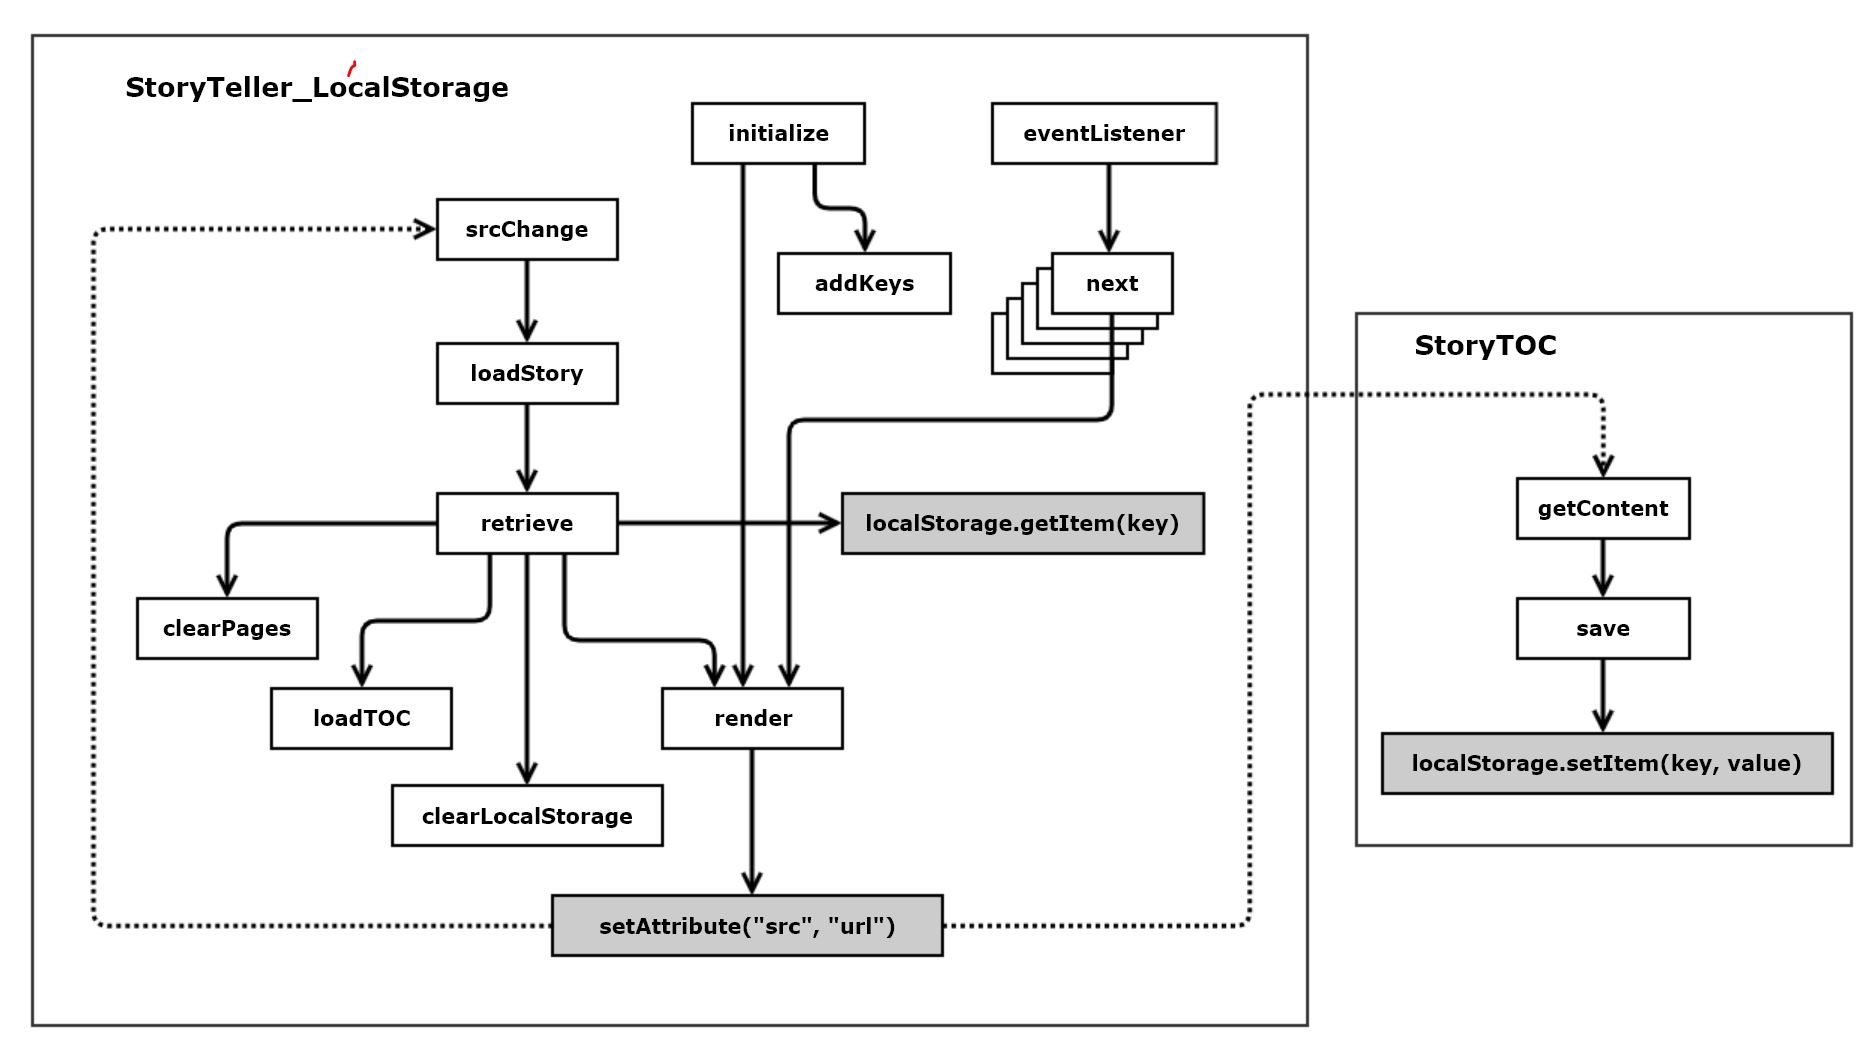 StoryTeller_LocalStorage
initialize
eventListener
srcChange
addKeys
next
StoryTOC
loadStory
getContent
retrieve
localStorage.getItem(key)
clearPages
save
loadTOC
render
localStorage.setItem(key, value)
clearLocalStorage
setAttribute("src", "url")